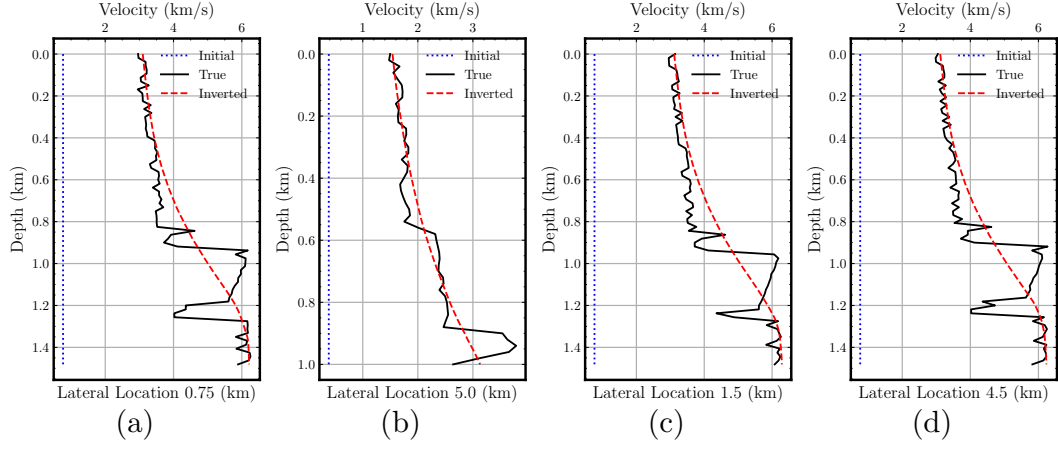 Velocity (km/s)
2 4 6
Depth (km)
0.0
0.2
0.4
0.6
0.8
1.0
1.2
1.4
Initial
True
Inverted
Lateral Location 0.75 (km)
(a)
Velocity (km/s)
1 2 3
Depth (km)
0.0
0.2
0.4
0.6
0.8
1.0
Initial
True
Inverted
Lateral Location 5.0 (km)
(b)
Velocity (km/s)
2 4 6
Depth (km)
0.0
0.2
0.4
0.6
0.8
1.0
1.2
1.4
Initial
True
Inverted
Lateral Location 1.5 (km)
(c)
Velocity (km/s)
2 4 6
Depth (km)
0.0
0.2
0.4
0.6
0.8
1.0
1.2
1.4
Initial
True
Inverted
Lateral Location 4.5 (km)
(d)